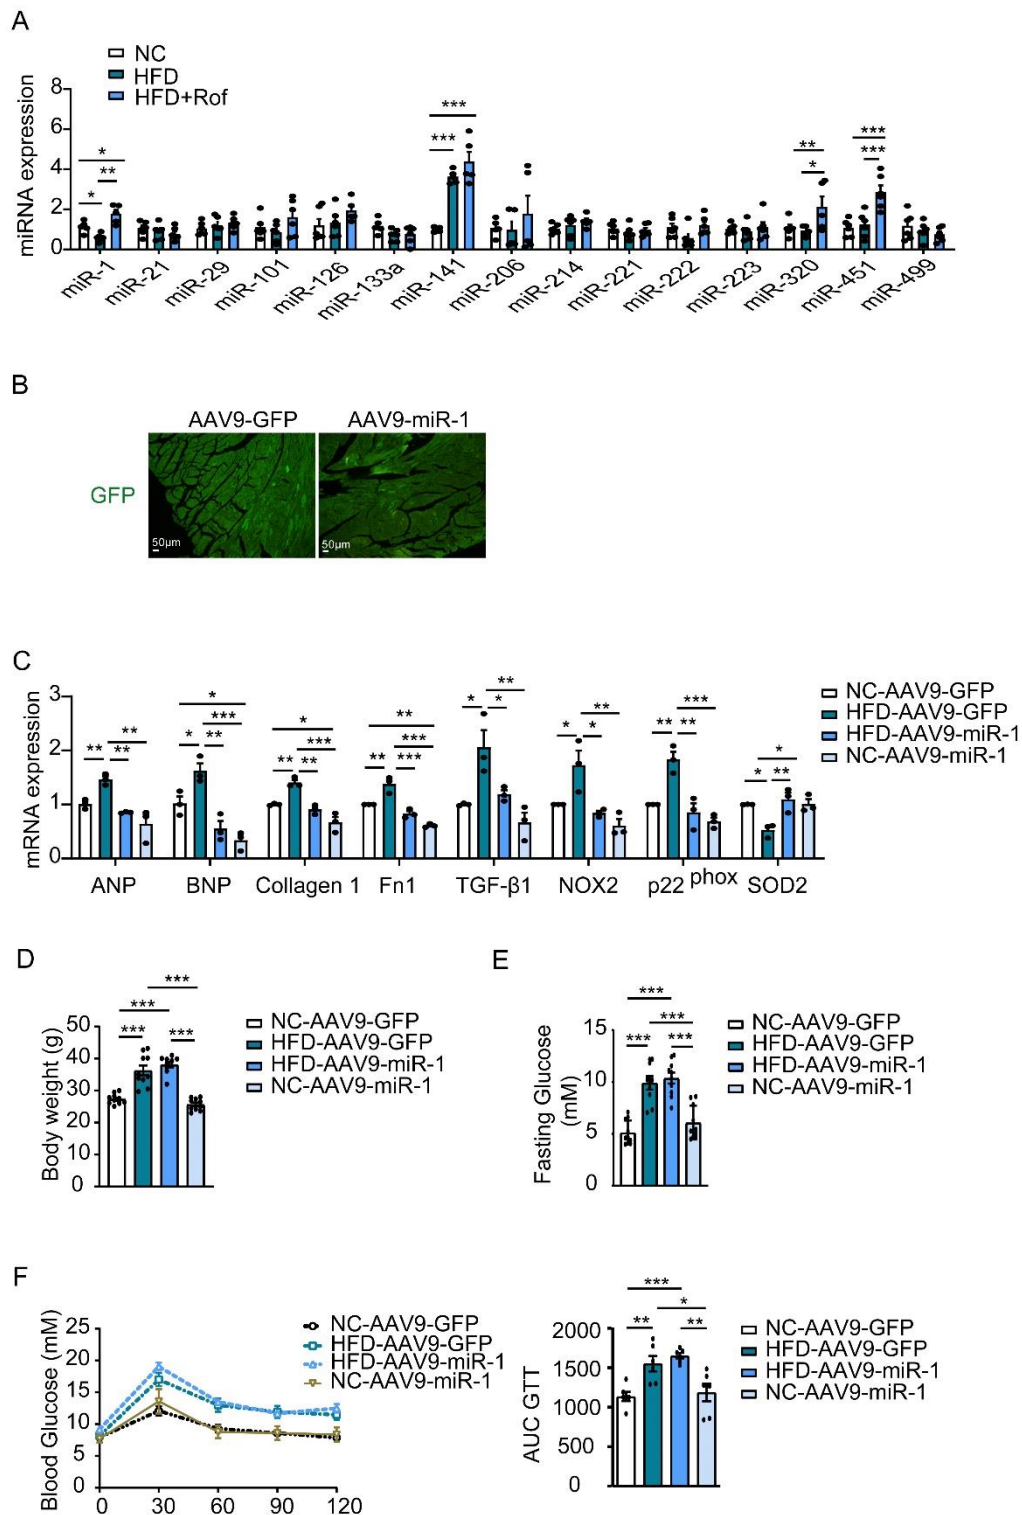 A
NC
HFD
HFD+Rof
miRNA expression
8
6
4
2
0
* ** * *** *** ** * *** ***
miR-1 miR-21 miR-29 miR-101 miR-126 miR-133a miR-141 miR-206 miR-214 miR-221 miR-222 miR-223 miR-320 miR-451 miR-499
B
AAV9-GFP AAV9-miR-1
GFP
50µm 50µm
C
NC-AAV9-GFP
HFD-AAV9-GFP
HFD-AAV9-miR-1
NC-AAV9-miR-1
mRNA expression
3
2
1
0
** ** ** * *** * ** * *** ** ** ** *** ** *** ** * * ** * * *** ** ** * * **
ANP BNP Collagen 1 Fn1 TGF-β1 NOX2 p22 phox SOD2
D
*** *** *** ***
Body weight (g)
50
40
30
20
10
0
NC-AAV9-GFP
HFD-AAV9-GFP
HFD-AAV9-miR-1
NC-AAV9-miR-1
E
*** *** *** ***
Fasting Glucose
(mM)
15
10
5
0
NC-AAV9-GFP
HFD-AAV9-GFP
HFD-AAV9-miR-1
NC-AAV9-miR-1
F
Blood Glucose (mM)
25
20
15
10
5
0
0 30 60 90 120
NC-AAV9-GFP
HFD-AAV9-GFP
HFD-AAV9-miR-1
NC-AAV9-miR-1
*** * ** **
AUC GTT
2000
1500
1000
500
0
NC-AAV9-GFP
HFD-AAV9-GFP
HFD-AAV9-miR-1
NC-AAV9-miR-1